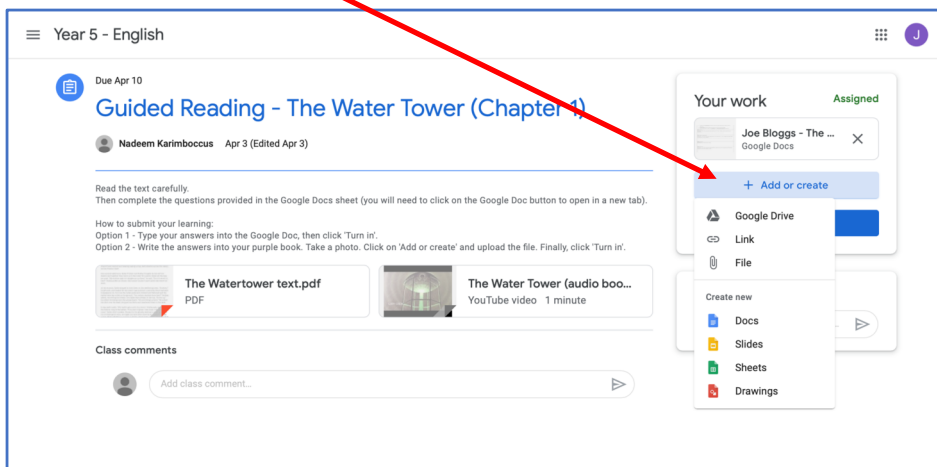 Year 5 - English
J
Due Apr 10
Guided Reading - The Water Tower (Chapter 1)
Nadeem Karimboccus Apr 3 (Edited Apr 3)
Read the text carefully.
Then complete the questions provided in the Google Docs sheet (you will need to click on the Google Doc button to open in a new tab).
How to submit your learning:
Option 1 - Type your answers into the Google Doc, then click 'Turn in'.
Option 2 - Write the answers into your purple book. Take a photo. Click on 'Add or create' and upload the file. Finally, click 'Turn in'.
The Watertower text.pdf
PDF
The Water Tower (audio boo...
YouTube video 1 minute
Class comments
Add class comment...
Your work Assigned
Joe Bloggs - The ...
Google Docs
+ Add or create
Google Drive
Link
File
Create new
Docs
Slides
Sheets
Drawings